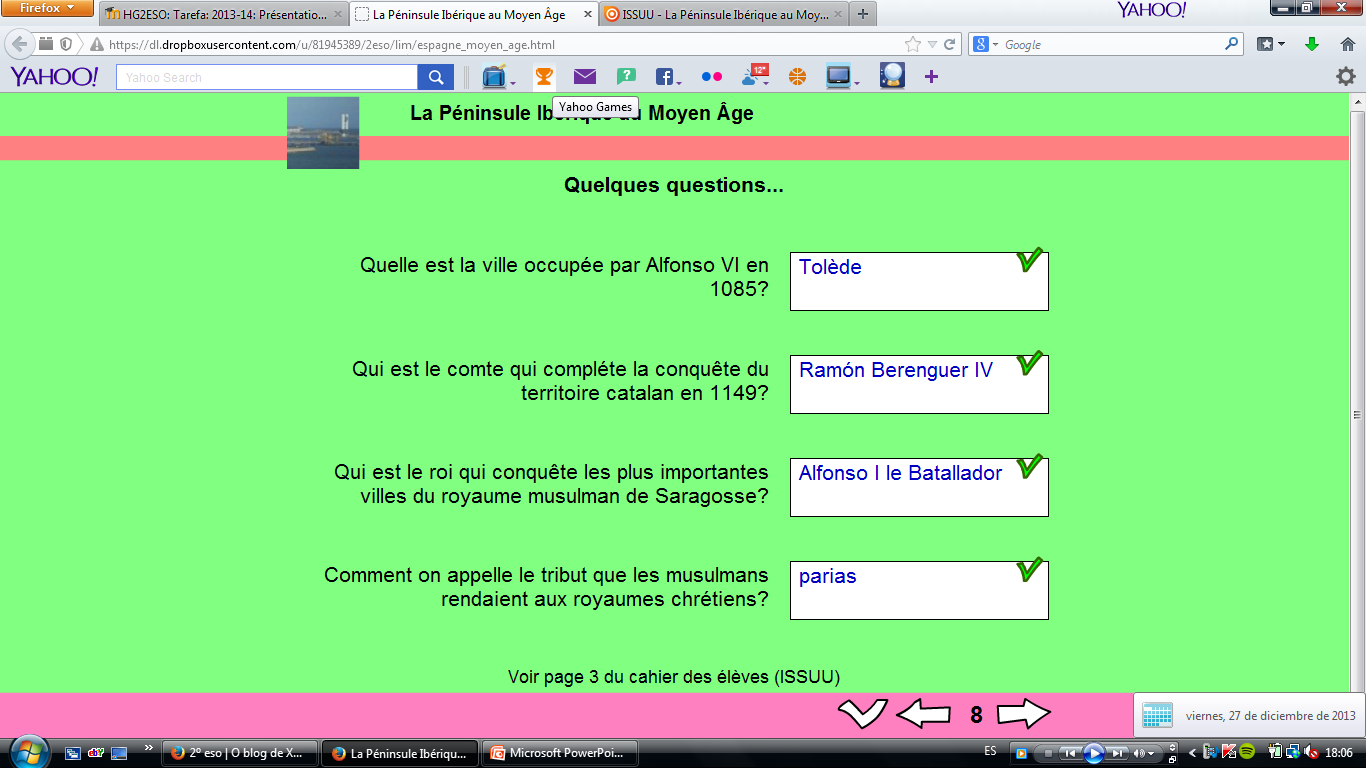 Firefox
HG2ESO: Tarefa: 2013-14: Présentatio...
La Péninsule Ibérique au Moyen Âge
ISSUU - La Péninsule Ibérique au Moy...
YAHOO!
https://dl.dropboxusercontent.com/u/81945389/2eso/lim/espagne_moyen_age.html
Google
YAHOO!
Yahoo Search
12°
Yahoo Games
La Péninsule Ibérique au Moyen Âge
Quelques questions...
Quelle est la ville occupée par Alfonso VI en
1085?
Tolède
Qui est le comte qui compléte la conquête du
territoire catalan en 1149?
Ramón Berenguer IV
Qui est le roi qui conquête les plus importantes
villes du royaume musulman de Saragosse?
Alfonso I le Batallador
Comment on appelle le tribut que les musulmans
rendaient aux royaumes chrétiens?
parias
Voir page 3 du cahier des élèves (ISSUU)
8
viernes, 27 de diciembre de 2013
2º eso | O blog de X...
La Péninsule Ibériqu...
Microsoft PowerPoi...
ES
18:06